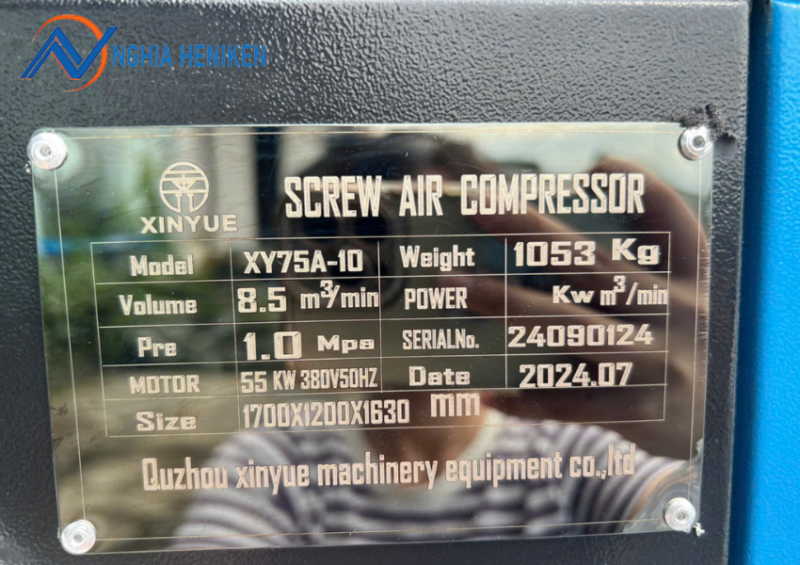 NGHIA HENIKEN
XINYUE
SCREW AIR COMPRESSOR
Model XY75A-10 Weight 1053 Kg
Volume 8.5 m³/min POWER Kw m³/min
Pre 1.0 Mpa SERIALNo. 24090124
MOTOR 55 KW 380V50HZ Date 2024.07
Size 1700X1200X1630 mm
Quzhou xinyue machinery equipment co.,ltd